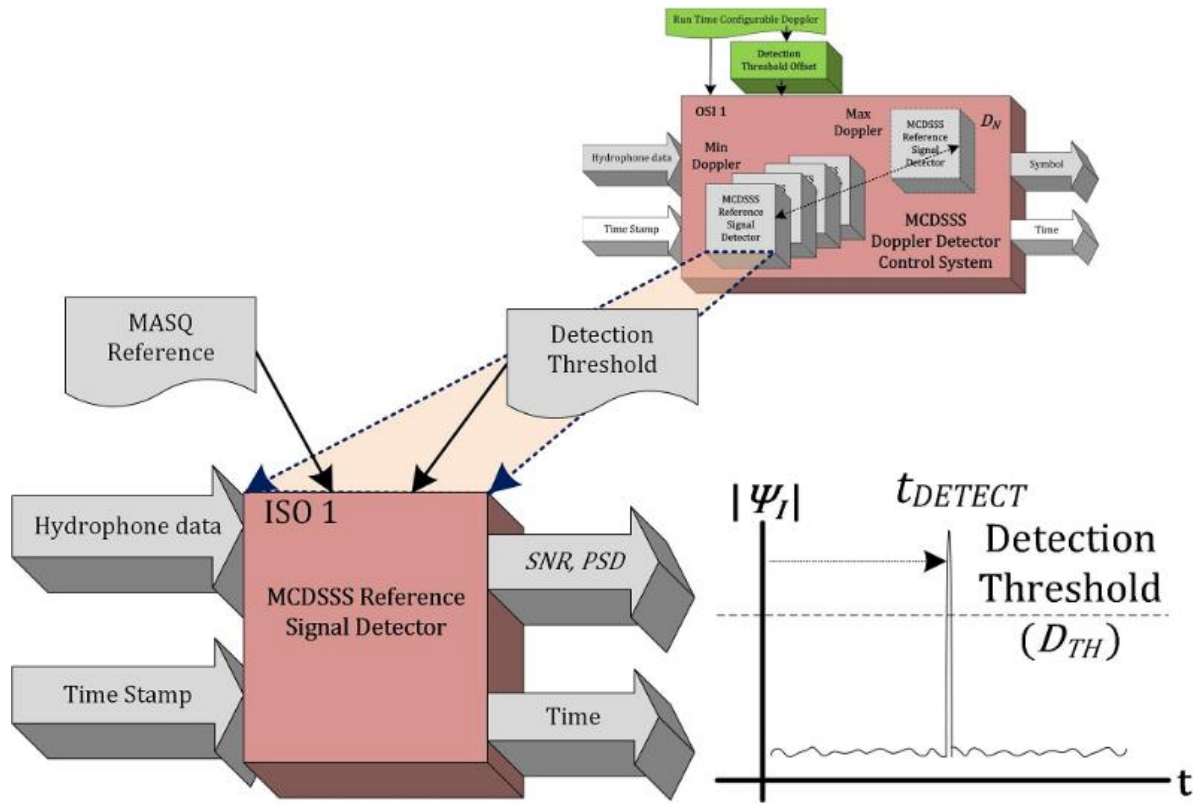 Run Time Configurable Doppler
Detection
Threshold Offset
OSI 1
Max
Doppler
D_N
MCDSSS
Reference
Signal
Detector
Min
Doppler
Hydrophone data
Time Stamp
MCDSSS
Reference
Signal
Detector
MCDSSS
Doppler Detector
Control System
Symbol
Time
MASQ
Reference
Detection
Threshold
Hydrophone data
Time Stamp
ISO 1
MCDSSS Reference
Signal Detector
SNR, PSD
Time
|Ψ_I|
t_DETECT
Detection
Threshold
(D_TH)
t